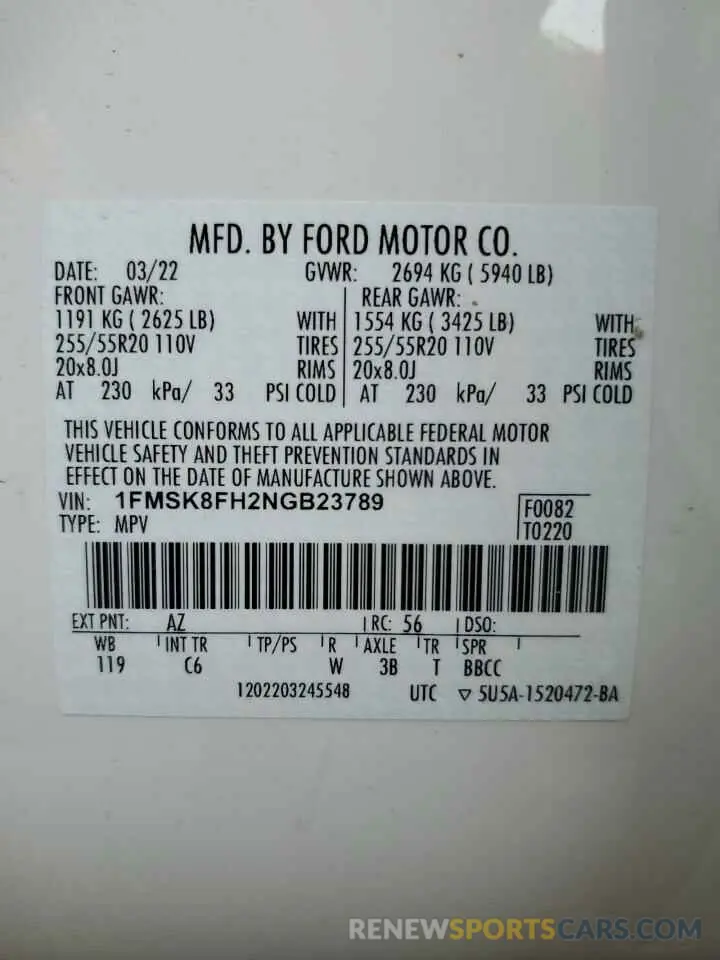 MFD. BY FORD MOTOR CO.
DATE: 03/22 GVWR: 2694 KG ( 5940 LB)
FRONT GAWR: REAR GAWR:
1191 KG ( 2625 LB) WITH 1554 KG ( 3425 LB) WITH
255/55R20 110V TIRES 255/55R20 110V TIRES
20x8.0J RIMS 20x8.0J RIMS
AT 230 kPa/ 33 PSI COLD AT 230 kPa/ 33 PSI COLD
THIS VEHICLE CONFORMS TO ALL APPLICABLE FEDERAL MOTOR
VEHICLE SAFETY AND THEFT PREVENTION STANDARDS IN
EFFECT ON THE DATE OF MANUFACTURE SHOWN ABOVE.
VIN: 1FMSK8FH2NGB23789 F0082
TYPE: MPV T0220
EXT PNT: AZ RC: 56 DSO:
WB INT TR TP/PS R AXLE TR SPR
119 C6 W 3B T BBCC
1202203245548 UTC ▽ 5U5A-1520472-BA
RENEWSPORTSCARS.COM